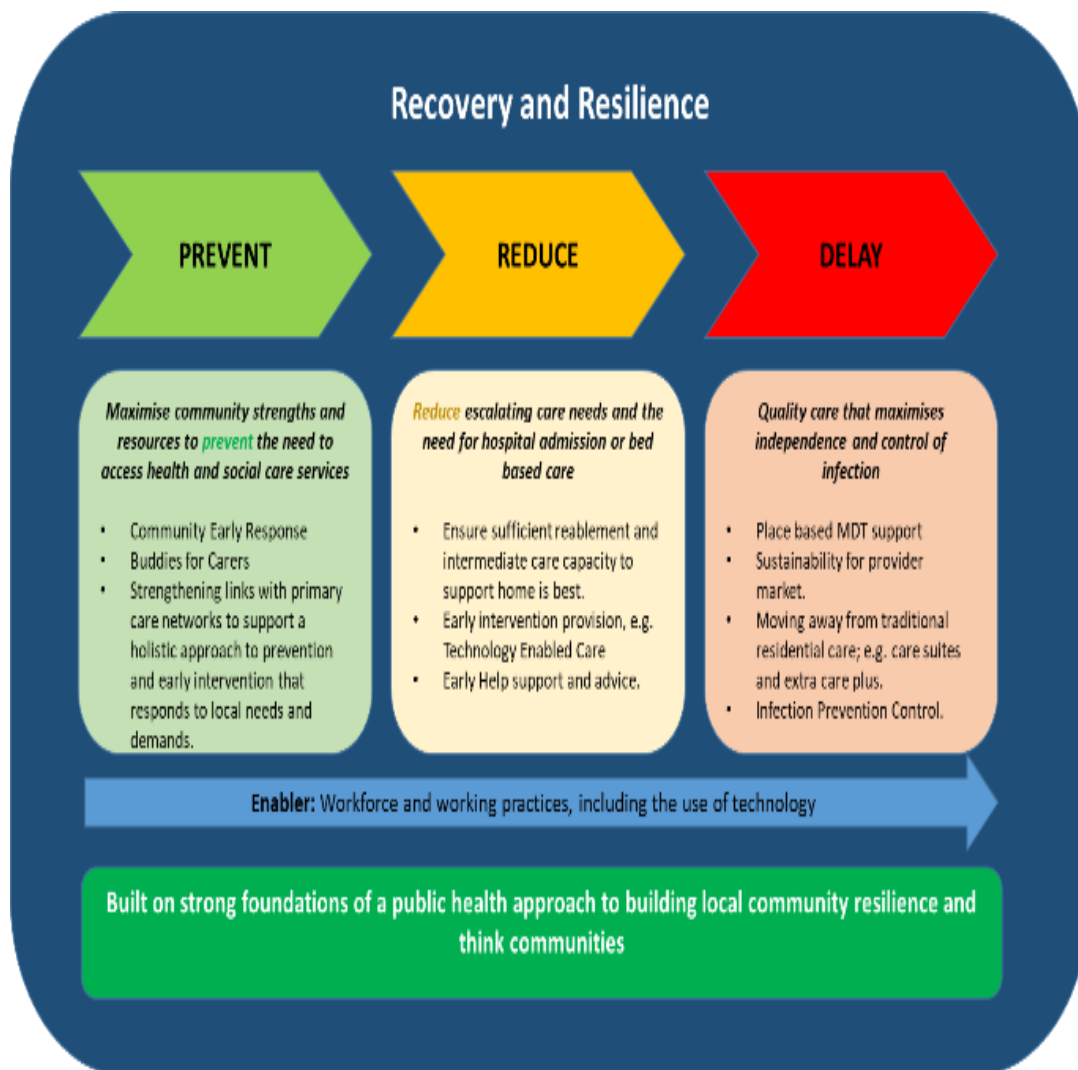 Recovery and Resilience
PREVENT
REDUCE
DELAY
Maximise community strengths and
resources to prevent the need to
access health and social care services
• Community Early Response
• Buddies for Carers
• Strengthening links with primary
care networks to support a
holistic approach to prevention
and early intervention that
responds to local needs and
demands.
Reduce escalating care needs and the
need for hospital admission or bed
based care
• Ensure sufficient reablement and
intermediate care capacity to
support home is best.
• Early intervention provision, e.g.
Technology Enabled Care
• Early Help support and advice.
Quality care that maximises
independence and control of
infection
• Place based MDT support
• Sustainability for provider
market.
• Moving away from traditional
residential care; e.g. care suites
and extra care plus.
• Infection Prevention Control.
Enabler: Workforce and working practices, including the use of technology
Built on strong foundations of a public health approach to building local community resilience and
think communities